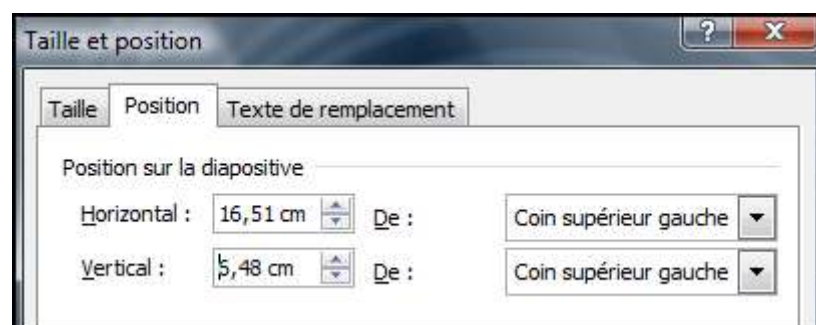 Taille et position
?
X
Taille Position Texte de remplacement
Position sur la diapositive
Horizontal : 16,51 cm De : Coin supérieur gauche
Vertical : 5,48 cm De : Coin supérieur gauche